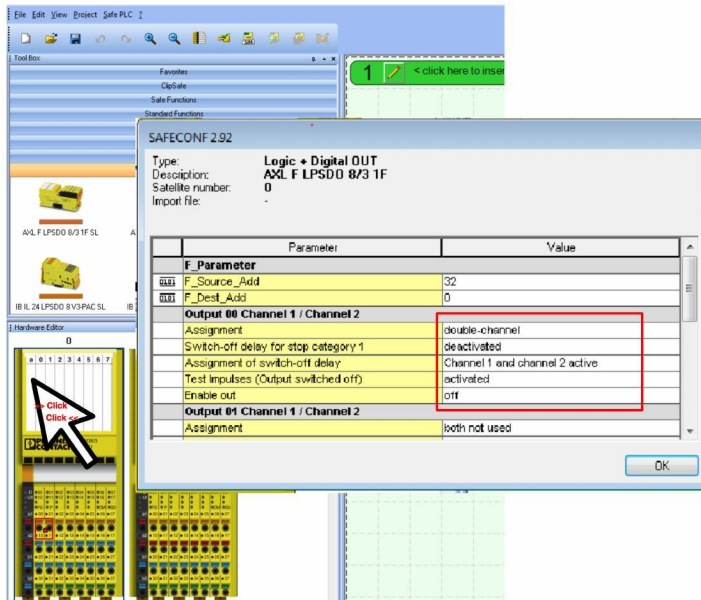 File Edit View Project Safe PLC ?
Tool Box
Favorites
ClipSafe
Safe Functions
Standard Functions
1 < click here to inser
SAFECONF 2.92
Type: Logic + Digital OUT
Description: AXL F LPSDO 8/3 1F
Satellite number: 0
Import file: -
Parameter Value
F_Parameter
F_Source_Add 32
F_Dest_Add 0
Output 00 Channel 1 / Channel 2
Assignment double-channel
Switch-off delay for stop category 1 deactivated
Assignment of switch-off delay Channel 1 and channel 2 active
Test Impulses (Output switched off) activated
Enable out off
Output 01 Channel 1 / Channel 2
Assignment both not used
OK
AXL F LPSDO 8/3 1F SL A
IB IL 24 LPSDO 8 V3-PAC SL IB
Hardware Editor
0
a 0 1 2 3 4 5 6 7
>> Click
Click <<